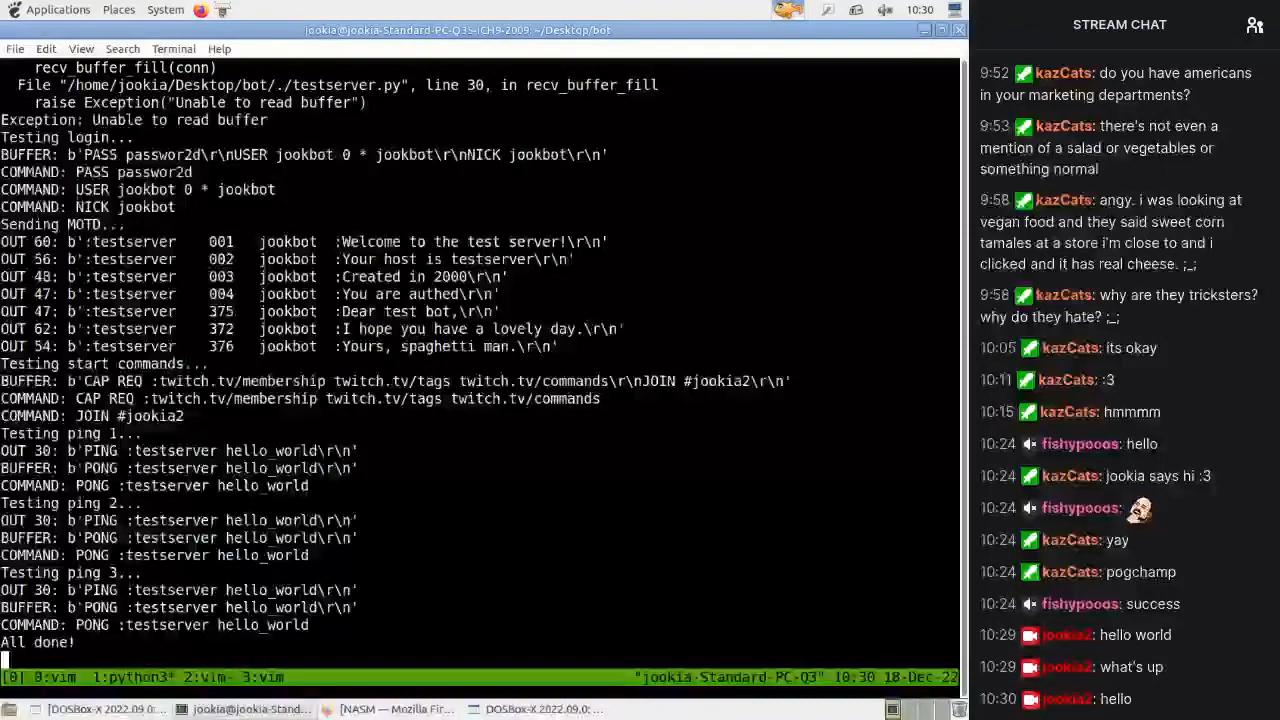 Applications Places System 10:30
jookia@jookia-Standard-PC-Q35-ICH9-2009: ~/Desktop/bot
File Edit View Search Terminal Help
recv_buffer_fill(conn)
File "/home/jookia/Desktop/bot/./testserver.py", line 30, in recv_buffer_fill
raise Exception("Unable to read buffer")
Exception: Unable to read buffer
Testing login...
BUFFER: b'PASS passwor2d\r\nUSER jookbot 0 * jookbot\r\nNICK jookbot\r\n'
COMMAND: PASS passwor2d
COMMAND: USER jookbot 0 * jookbot
COMMAND: NICK jookbot
Sending MOTD...
OUT 60: b':testserver 001 jookbot :Welcome to the test server!\r\n'
OUT 56: b':testserver 002 jookbot :Your host is testserver\r\n'
OUT 48: b':testserver 003 jookbot :Created in 2000\r\n'
OUT 47: b':testserver 004 jookbot :You are authed\r\n'
OUT 47: b':testserver 375 jookbot :Dear test bot,\r\n'
OUT 62: b':testserver 372 jookbot :I hope you have a lovely day.\r\n'
OUT 54: b':testserver 376 jookbot :Yours, spaghetti man.\r\n'
Testing start commands...
BUFFER: b'CAP REQ :twitch.tv/membership twitch.tv/tags twitch.tv/commands\r\nJOIN #jookia2\r\n'
COMMAND: CAP REQ :twitch.tv/membership twitch.tv/tags twitch.tv/commands
COMMAND: JOIN #jookia2
Testing ping 1...
OUT 30: b'PING :testserver hello_world\r\n'
BUFFER: b'PONG :testserver hello_world\r\n'
COMMAND: PONG :testserver hello_world
Testing ping 2...
OUT 30: b'PING :testserver hello_world\r\n'
BUFFER: b'PONG :testserver hello_world\r\n'
COMMAND: PONG :testserver hello_world
Testing ping 3...
OUT 30: b'PING :testserver hello_world\r\n'
BUFFER: b'PONG :testserver hello_world\r\n'
COMMAND: PONG :testserver hello_world
All done!
[0] 0:vim 1:python3* 2:vim- 3:vim "jookia-Standard-PC-Q3" 10:30 18-Dec-22
[DOSBox-X 2022.09.0:... jookia@jookia-Stand... [NASM — Mozilla Fir... DOSBox-X 2022.09.0: ...
STREAM CHAT
9:52 kazCats: do you have americans
in your marketing departments?
9:53 kazCats: there's not even a
mention of a salad or vegetables or
something normal
9:58 kazCats: angy. i was looking at
vegan food and they said sweet corn
tamales at a store i'm close to and i
clicked and it has real cheese. ;_;
9:58 kazCats: why are they tricksters?
why do they hate? ;_;
10:05 kazCats: its okay
10:11 kazCats: :3
10:15 kazCats: hmmmm
10:24 fishypooos: hello
10:24 kazCats: jookia says hi :3
10:24 fishypooos:
10:24 kazCats: yay
10:24 kazCats: pogchamp
10:24 fishypooos: success
10:29 jookia2: hello world
10:29 jookia2: what's up
10:30 jookia2: hello